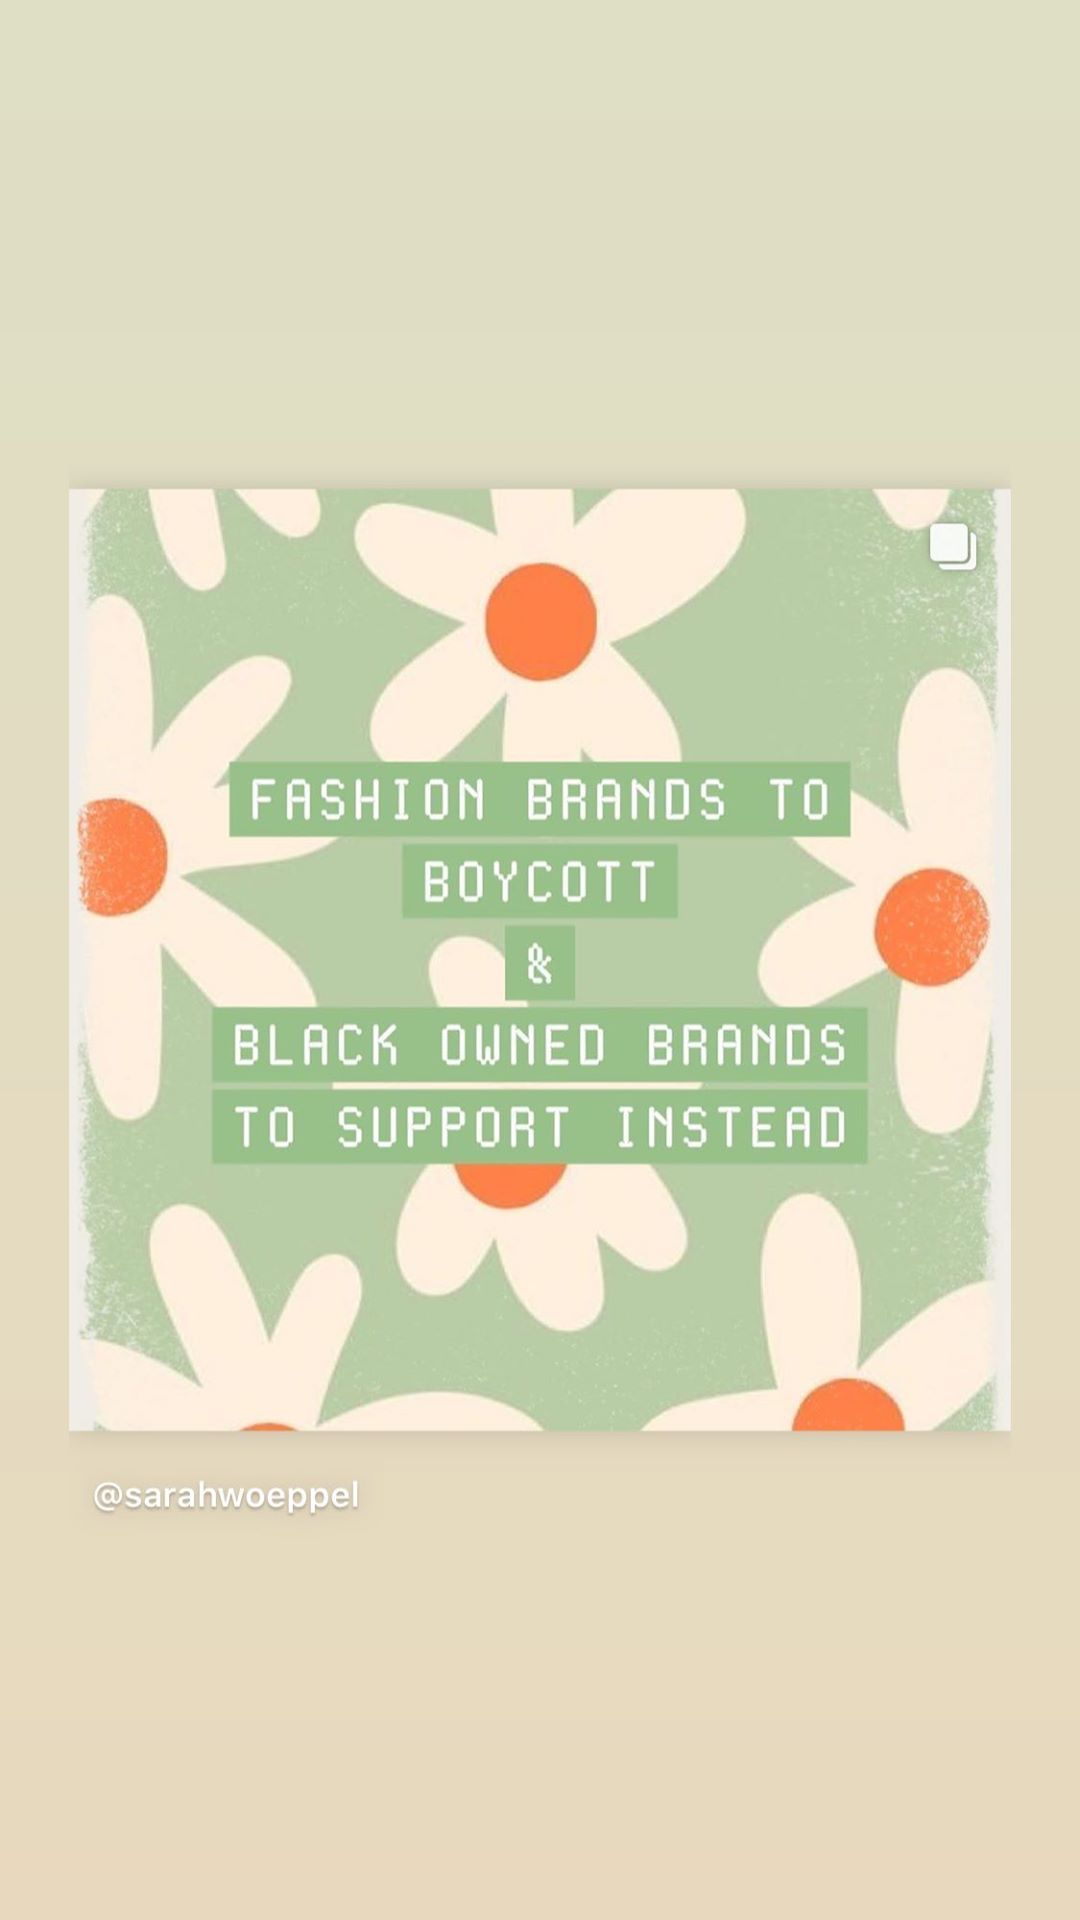 FASHION BRANDS TO
BOYCOTT
&
BLACK OWNED BRANDS
TO SUPPORT INSTEAD
@sarahwoeppel